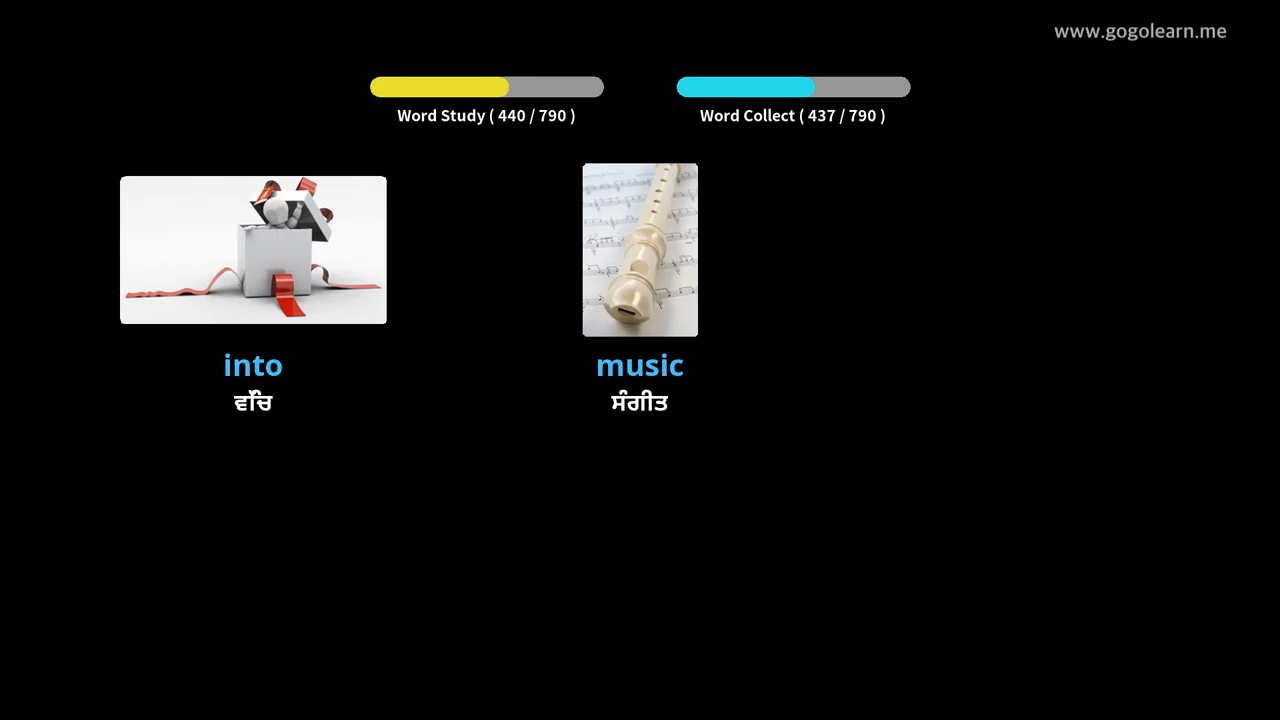 www.gogolearn.me
Word Study ( 440 / 790 )
Word Collect ( 437 / 790 )
into
ਵੱਚਿ
music
ਸੰਗੀਤ